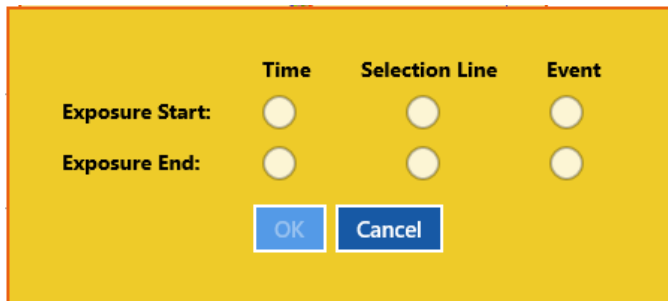 Time Selection Line Event
Exposure Start:
Exposure End:
OK Cancel